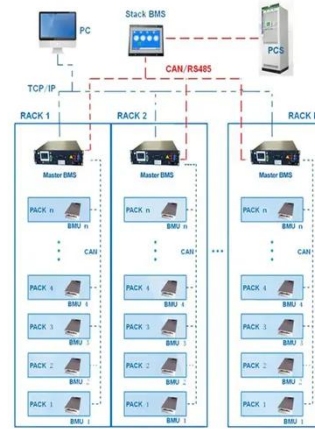 Stack BMS
PC
PCS
CAN/RS485
TCP/IP
RACK 1
RACK 2
RACK
Master BMS
Master BMS
Master BMS
PACK n
BMU n
PACK n
BMU n
PACK n
BMU n
CAN
CAN
CAN
PACK 4
BMU 4
PACK 4
BMU 4
PACK 4
BMU 4
PACK 3
BMU 3
PACK 3
BMU 3
PACK 3
BMU 3
PACK 2
BMU 2
PACK 2
BMU 2
PACK 2
BMU 2
PACK 1
BMU 1
PACK 1
BMU 1
PACK 1
BMU 1